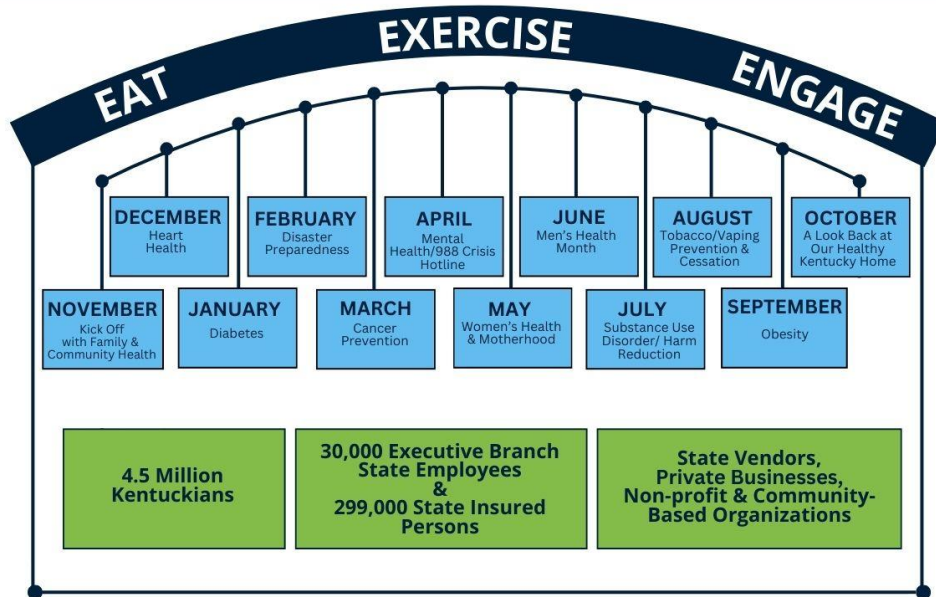 EAT
EXERCISE
ENGAGE
DECEMBER
Heart
Health
FEBRUARY
Disaster
Preparedness
APRIL
Mental
Health/988 Crisis
Hotline
JUNE
Men's Health
Month
AUGUST
Tobacco/Vaping
Prevention &
Cessation
OCTOBER
A Look Back at
Our Healthy
Kentucky Home
NOVEMBER
Kick Off
with Family &
Community Health
JANUARY
Diabetes
MARCH
Cancer
Prevention
MAY
Women's Health
& Motherhood
JULY
Substance Use
Disorder/ Harm
Reduction
SEPTEMBER
Obesity
4.5 Million
Kentuckians
30,000 Executive Branch
State Employees
&
299,000 State Insured
Persons
State Vendors,
Private Businesses,
Non-profit & Community-
Based Organizations